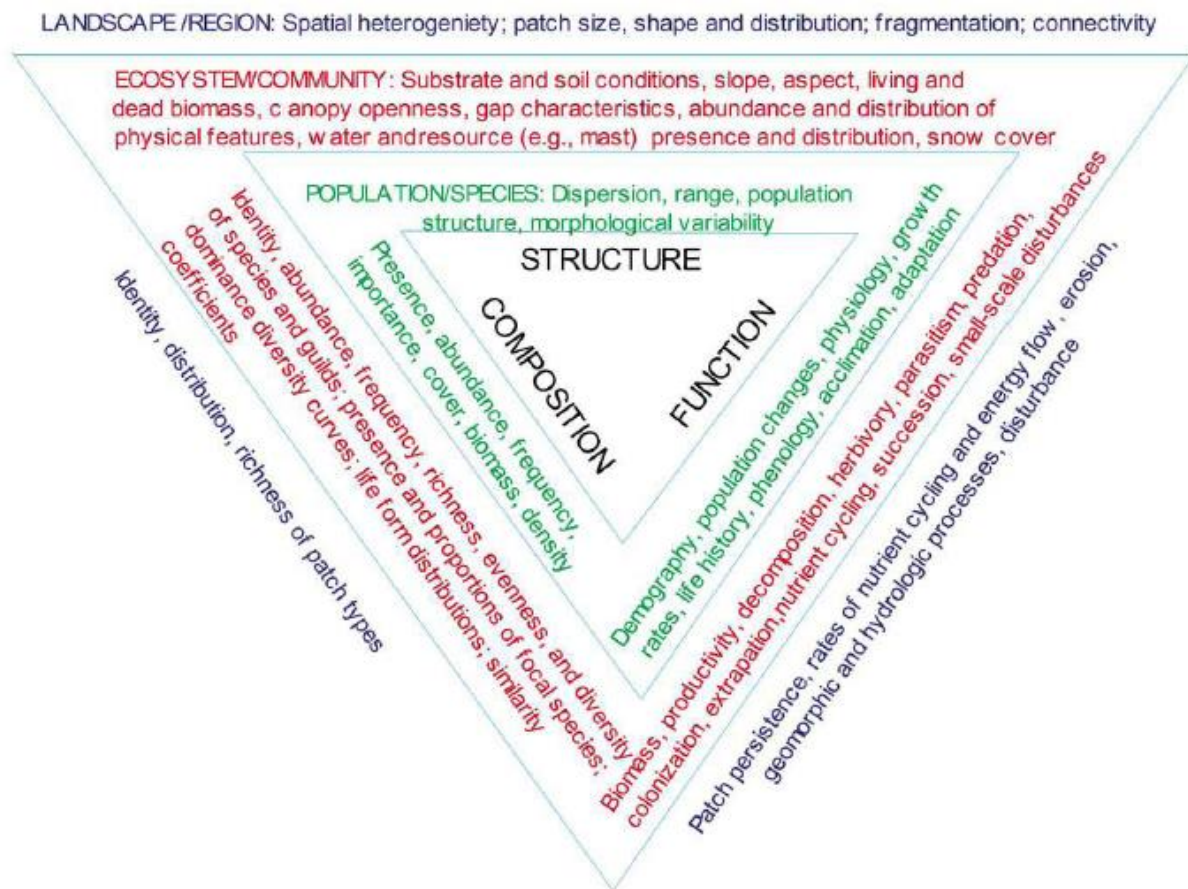 LANDSCAPE /REGION: Spatial heterogeniety; patch size, shape and distribution; fragmentation; connectivity
ECOSYSTEM/COMMUNITY: Substrate and soil conditions, slope, aspect, living and
dead biomass, c anopy openness, gap characteristics, abundance and distribution of
physical features, water andresource (e.g., mast) presence and distribution, snow cover
POPULATION/SPECIES: Dispersion, range, population
structure, morphological variability
STRUCTURE
COMPOSITION
FUNCTION
Presence, abundance, frequency,
importance, cover, biomass, density
Identity, abundance, frequency, richness, evenness, and diversity
of species and guilds; presence and proportions of focal species;
dominance diversity curves; life form distributions; similarity
coefficients
Identity, distribution, richness of patch types
Demography, population changes, physiology, growth
rates, life history, phenology, acclimation, adaptation
Biomass, productivity, decomposition, herbivory, parasitism, predation,
colonization, extrapation,nutrient cycling, succession, small-scale disturbances
Patch persistence, rates of nutrient cycling and energy flow , erosion,
geomorphic and hydrologic processes, disturbance